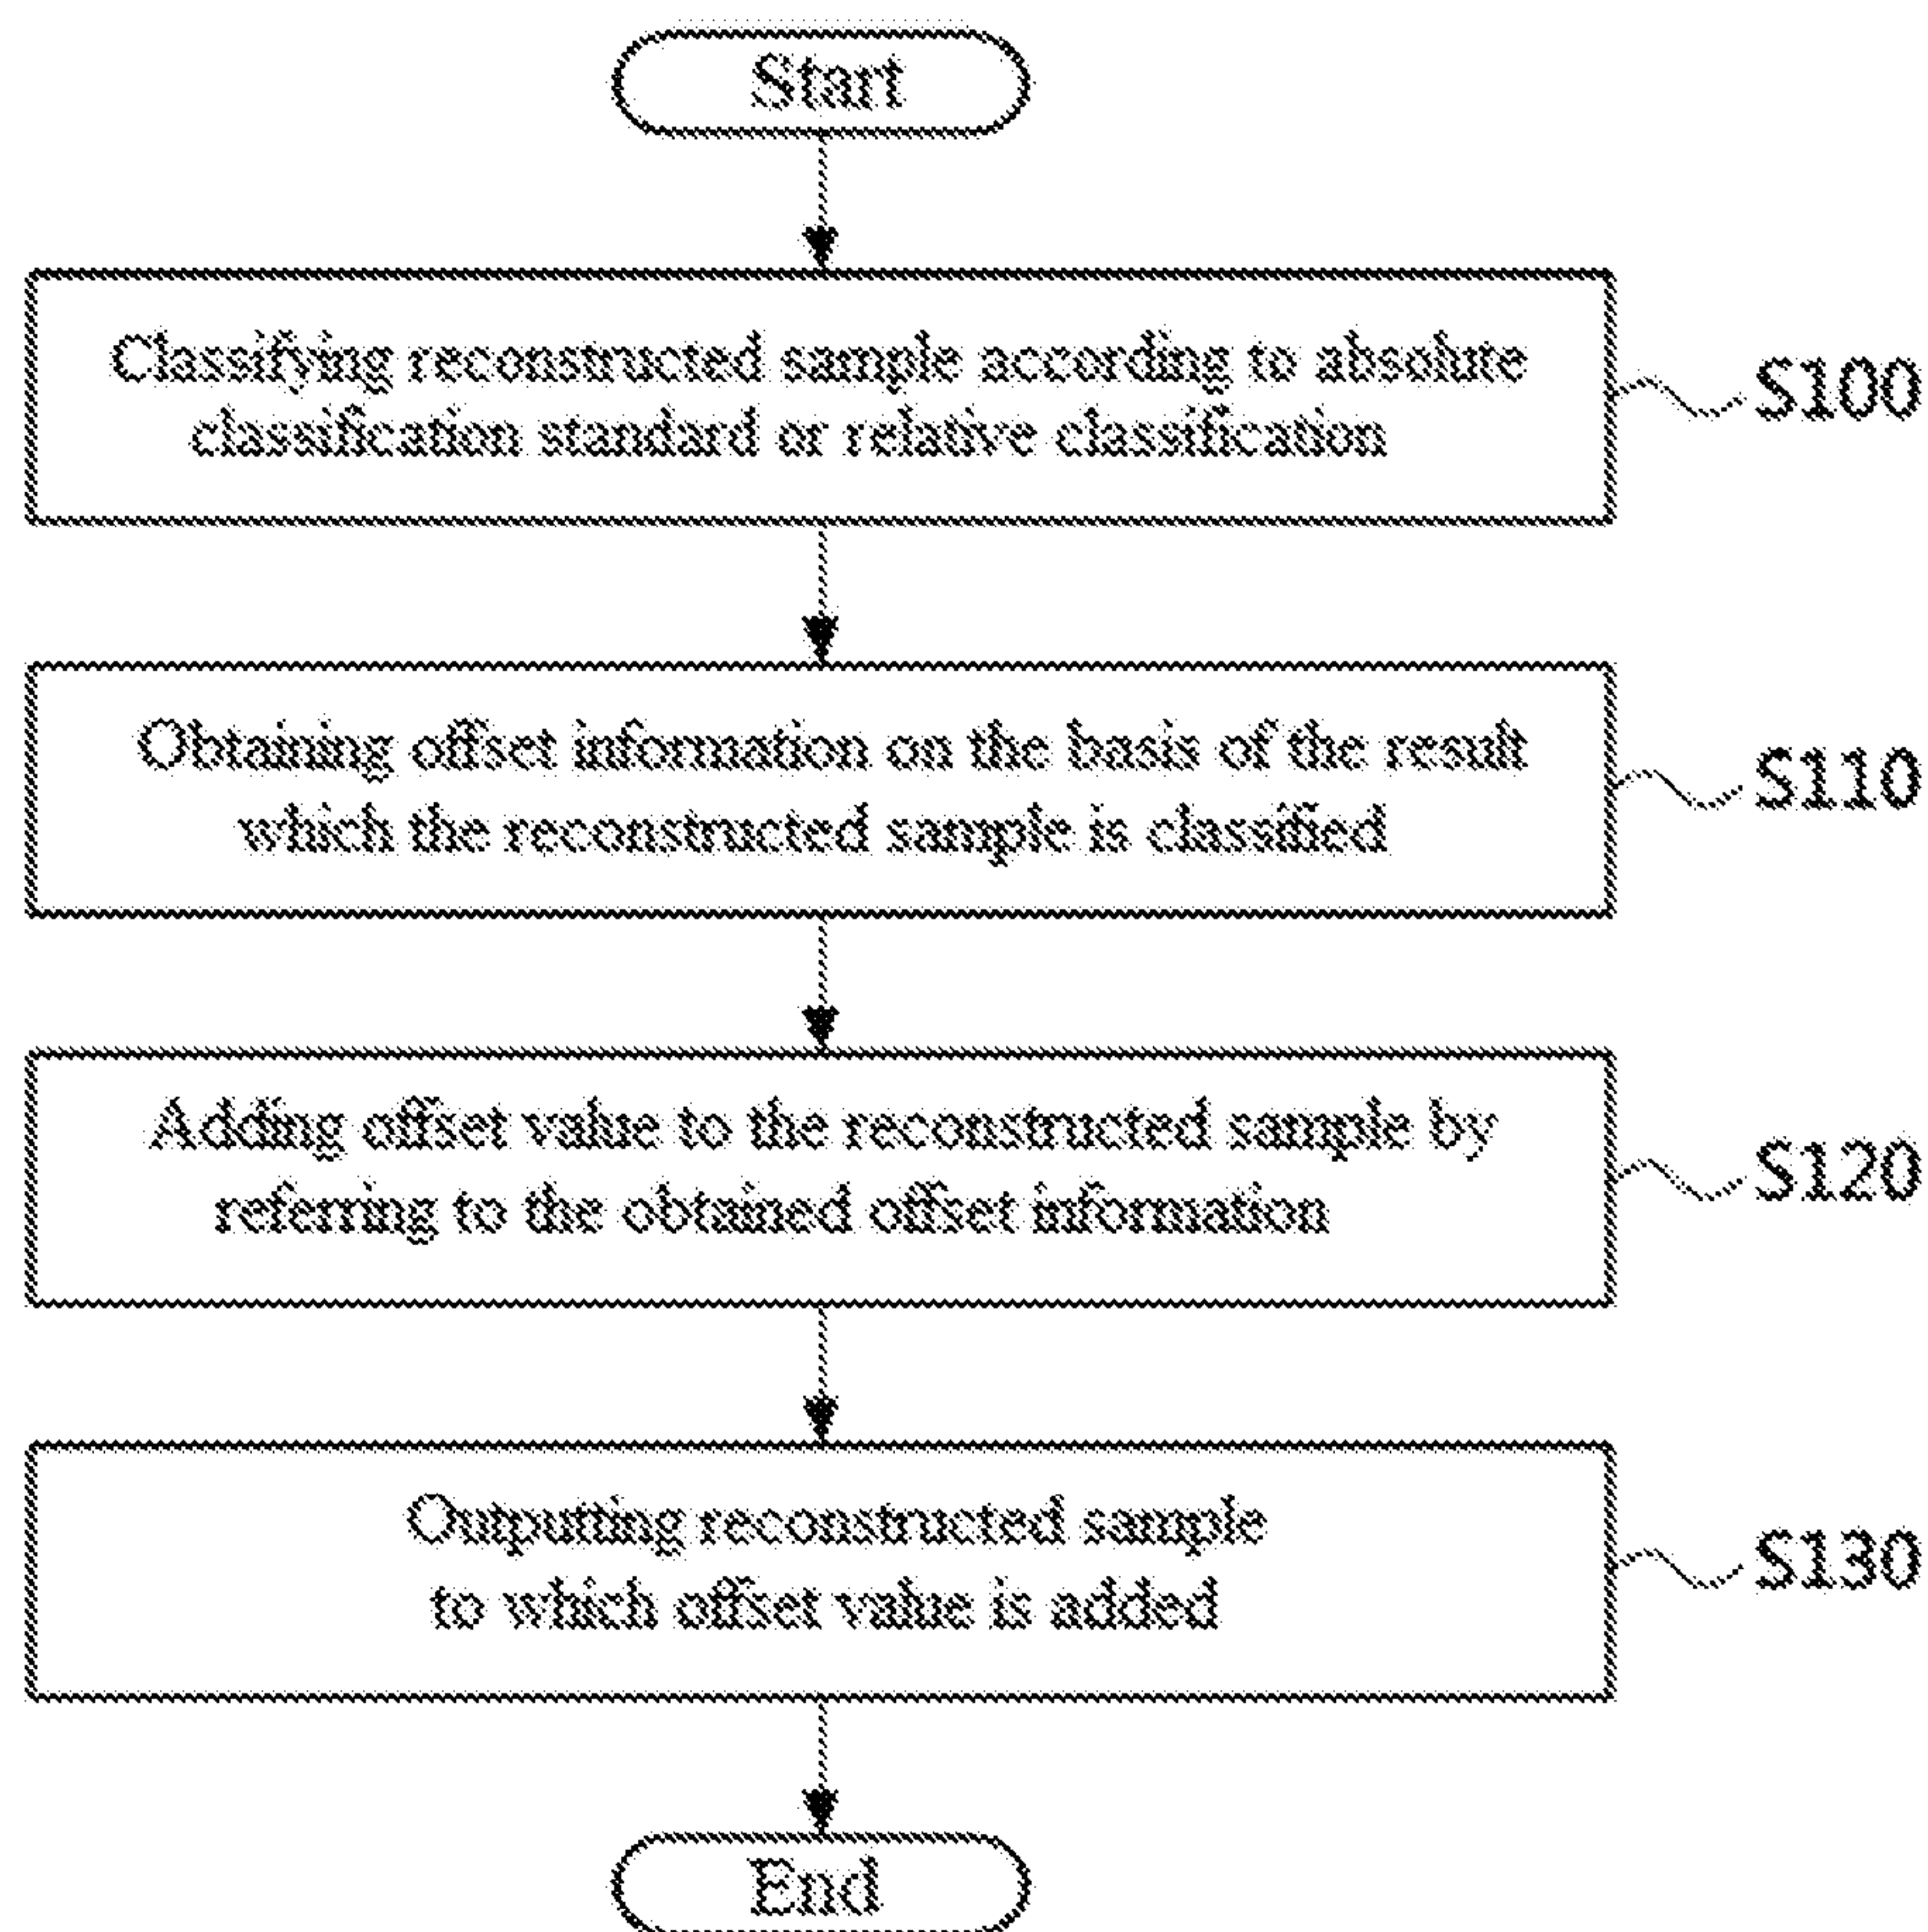 Start
Classifying reconstructed sample according to absolute
classification standard or relative classification
S100
Obtaining offset information on the basis of the result
which the reconstructed sample is classified
S110
Adding offset value to the reconstructed sample by
referring to the obtained offset information
S120
Outputting reconstructed sample
to which offset value is added
S130
End